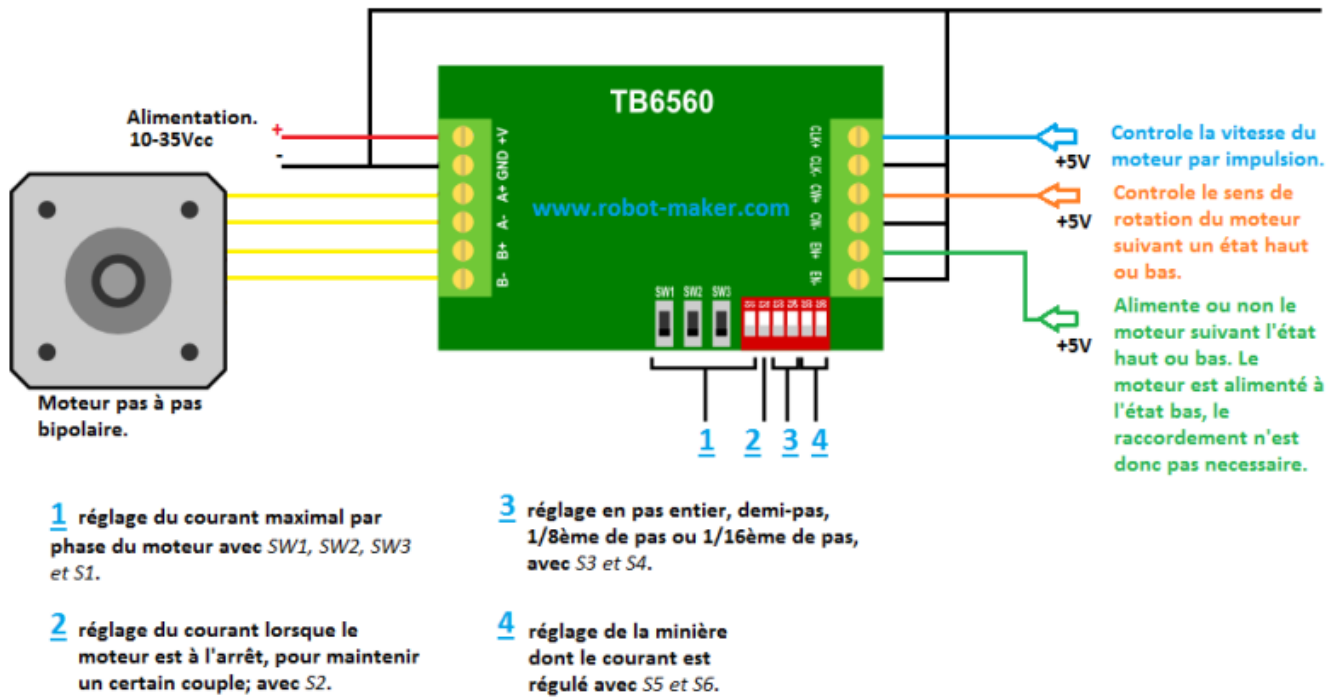 TB6560
Alimentation.
10-35Vcc
+
-
+V
GND
A+
A-
B+
B-
www.robot-maker.com
CLK+
CLK-
CW+
CW-
EN+
EN-
SW1 SW2 SW3
+5V
Controle la vitesse du
moteur par impulsion.
+5V
Controle le sens de
rotation du moteur
suivant un état haut
ou bas.
+5V
Alimente ou non le
moteur suivant l'état
haut ou bas. Le
moteur est alimenté à
l'état bas, le
raccordement n'est
donc pas necessaire.
Moteur pas à pas
bipolaire.
1 2 3 4
1 réglage du courant maximal par
phase du moteur avec SW1, SW2, SW3
et S1.
2 réglage du courant lorsque le
moteur est à l'arrêt, pour maintenir
un certain couple; avec S2.
3 réglage en pas entier, demi-pas,
1/8ème de pas ou 1/16ème de pas,
avec S3 et S4.
4 réglage de la minière
dont le courant est
régulé avec S5 et S6.